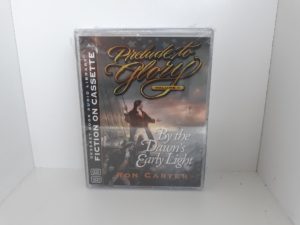 Prelude to
Glory
By the
Dawn's
Early Light
RON CARTER
FICTION ON CASSETTE